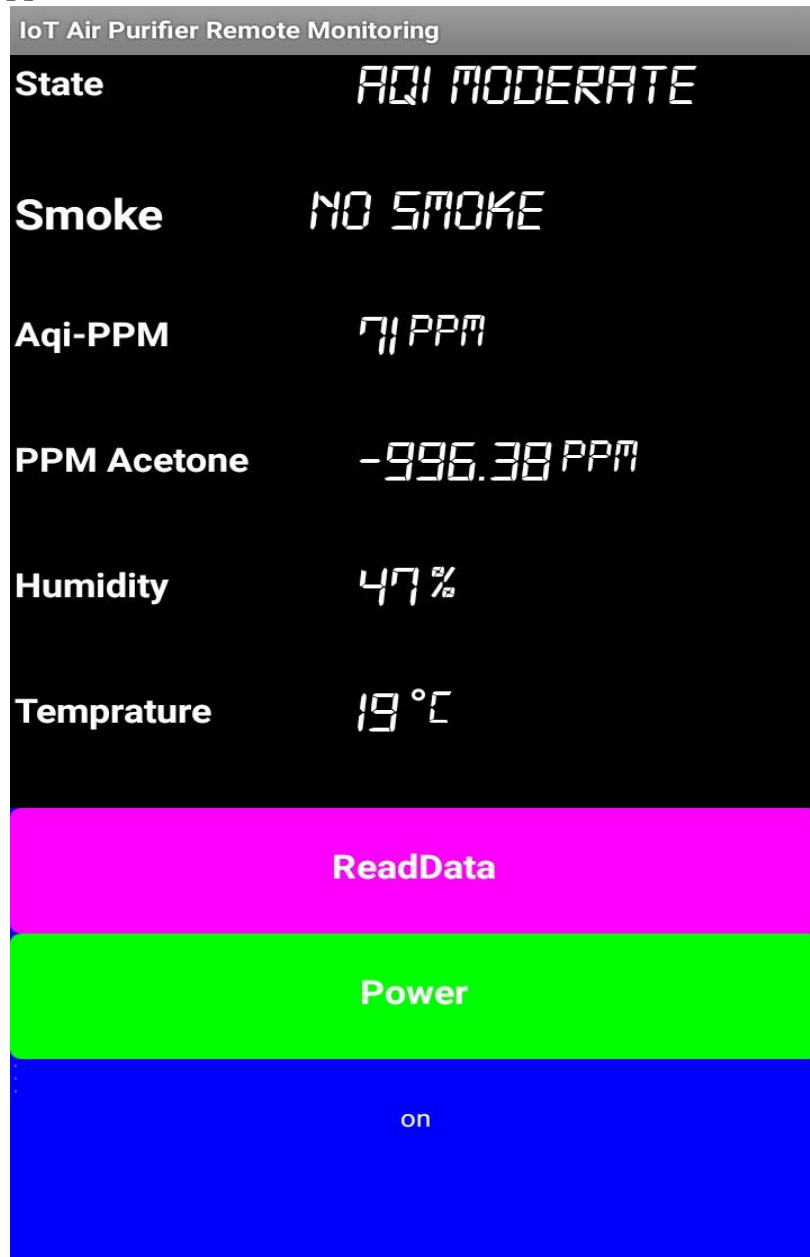 IoT Air Purifier Remote Monitoring
State AQI MODERATE
Smoke NO SMOKE
Aqi-PPM 71 PPM
PPM Acetone -996.38 PPM
Humidity 47 %
Temprature 19 °C
ReadData
Power
on